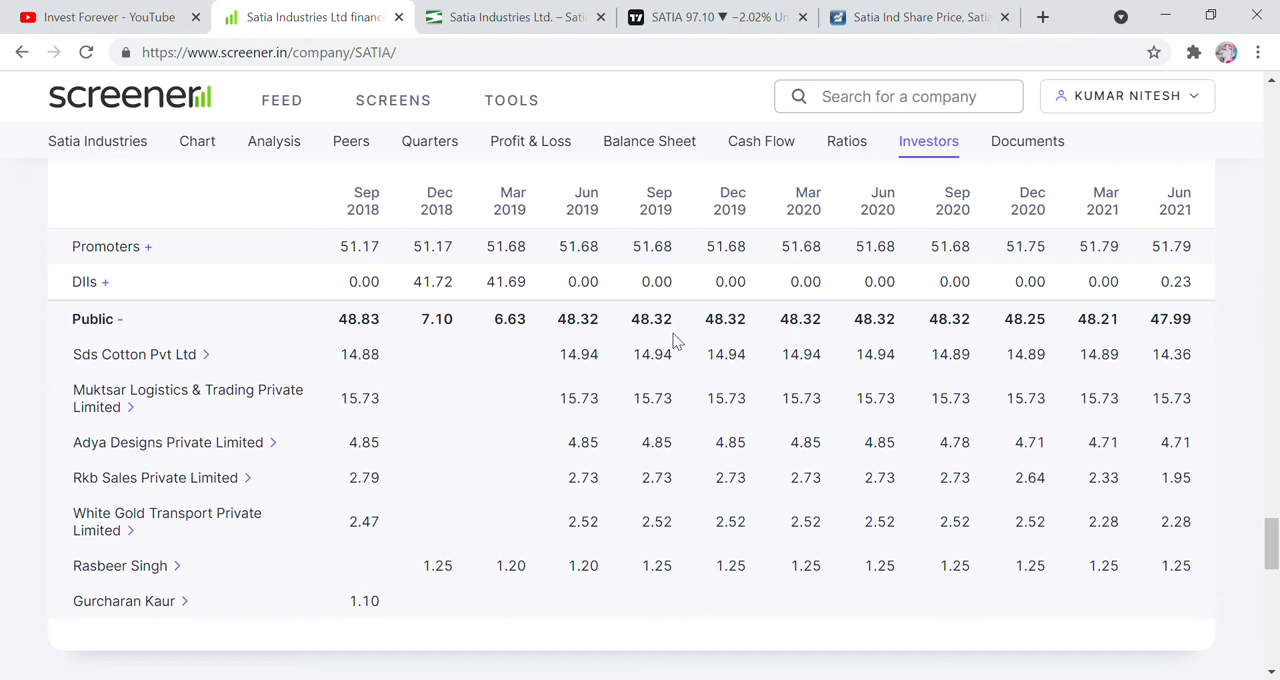 Invest Forever - YouTube
Satia Industries Ltd financ
Satia Industries Ltd. – Satia
SATIA 97.10 ▼ −2.02% Un
Satia Ind Share Price, Satia
https://www.screener.in/company/SATIA/
screener
FEED SCREENS TOOLS
Search for a company
KUMAR NITESH
Satia Industries Chart Analysis Peers Quarters Profit & Loss Balance Sheet Cash Flow Ratios Investors Documents
Sep 2018 Dec 2018 Mar 2019 Jun 2019 Sep 2019 Dec 2019 Mar 2020 Jun 2020 Sep 2020 Dec 2020 Mar 2021 Jun 2021
Promoters + 51.17 51.17 51.68 51.68 51.68 51.68 51.68 51.68 51.68 51.75 51.79 51.79
DIIs + 0.00 41.72 41.69 0.00 0.00 0.00 0.00 0.00 0.00 0.00 0.00 0.23
Public - 48.83 7.10 6.63 48.32 48.32 48.32 48.32 48.32 48.32 48.25 48.21 47.99
Sds Cotton Pvt Ltd > 14.88 14.94 14.94 14.94 14.94 14.94 14.89 14.89 14.89 14.36
Muktsar Logistics & Trading Private
Limited > 15.73 15.73 15.73 15.73 15.73 15.73 15.73 15.73 15.73 15.73
Adya Designs Private Limited > 4.85 4.85 4.85 4.85 4.85 4.85 4.78 4.71 4.71 4.71
Rkb Sales Private Limited > 2.79 2.73 2.73 2.73 2.73 2.73 2.73 2.64 2.33 1.95
White Gold Transport Private
Limited > 2.47 2.52 2.52 2.52 2.52 2.52 2.52 2.52 2.28 2.28
Rasbeer Singh > 1.25 1.20 1.20 1.25 1.25 1.25 1.25 1.25 1.25 1.25 1.25
Gurcharan Kaur > 1.10